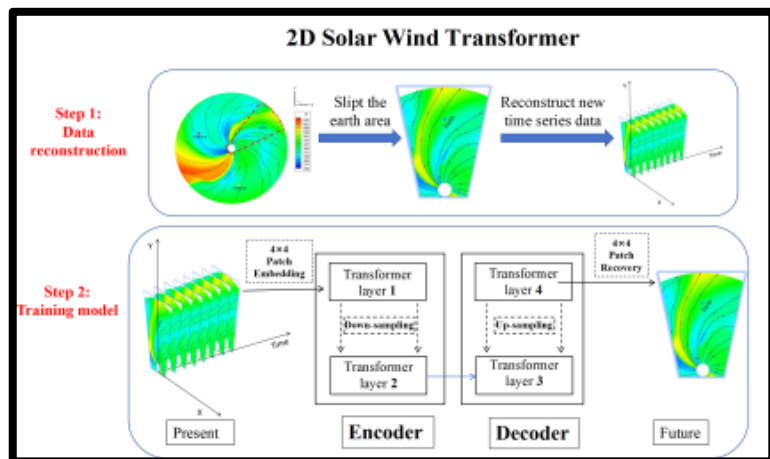 2D Solar Wind Transformer
Step 1:
Data
reconstruction
Slipt the
earth area
Reconstruct new
time series data
Y
Time
X
Step 2:
Training model
Y
4×4
Patch
Embedding
Time
X
Present
Transformer
layer 1
Down-sampling
Transformer
layer 2
Encoder
Transformer
layer 4
Up-sampling
Transformer
layer 3
Decoder
4×4
Patch
Recovery
Future